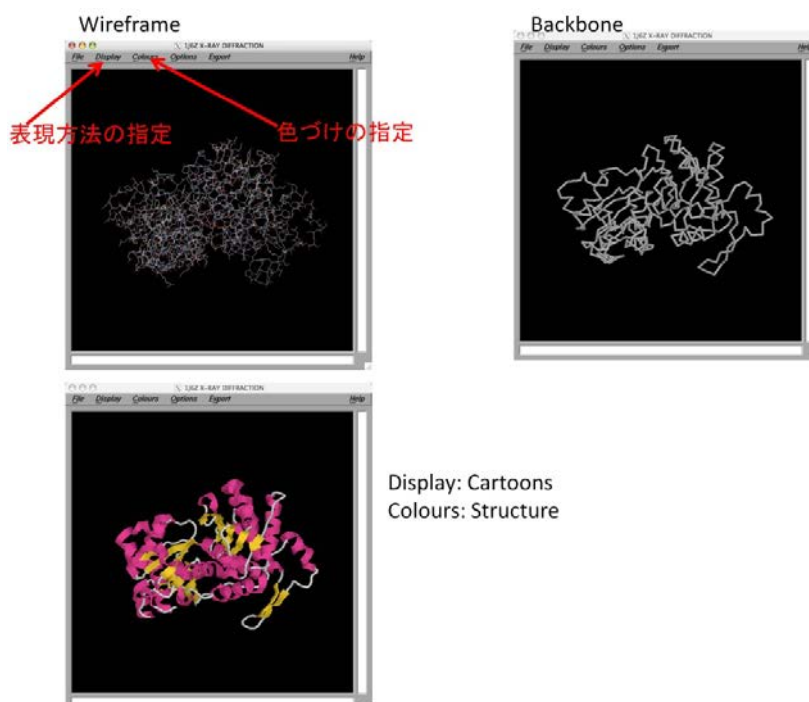 Wireframe
1J6Z X-RAY DIFFRACTION
File Display Colours Options Export Help
表現方法の指定
色づけの指定
Backbone
1J6Z X-RAY DIFFRACTION
File Display Colours Options Export Help
1J6Z X-RAY DIFFRACTION
File Display Colours Options Export Help
Display: Cartoons
Colours: Structure